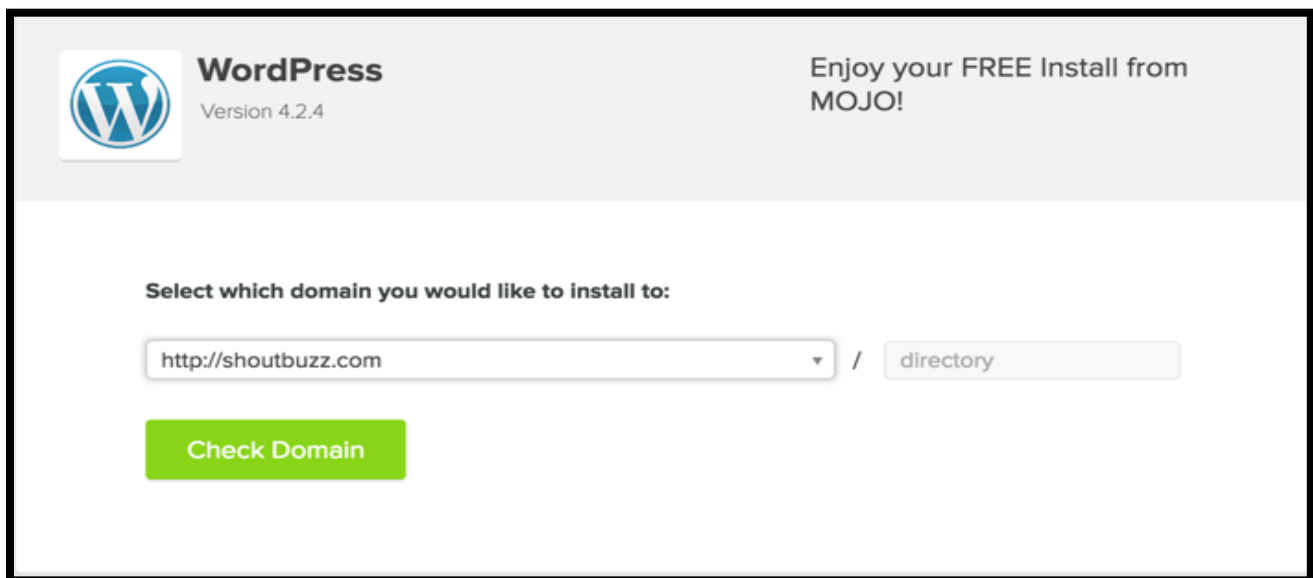 WordPress
Version 4.2.4
Enjoy your FREE Install from
MOJO!
Select which domain you would like to install to:
http://shoutbuzz.com / directory
Check Domain